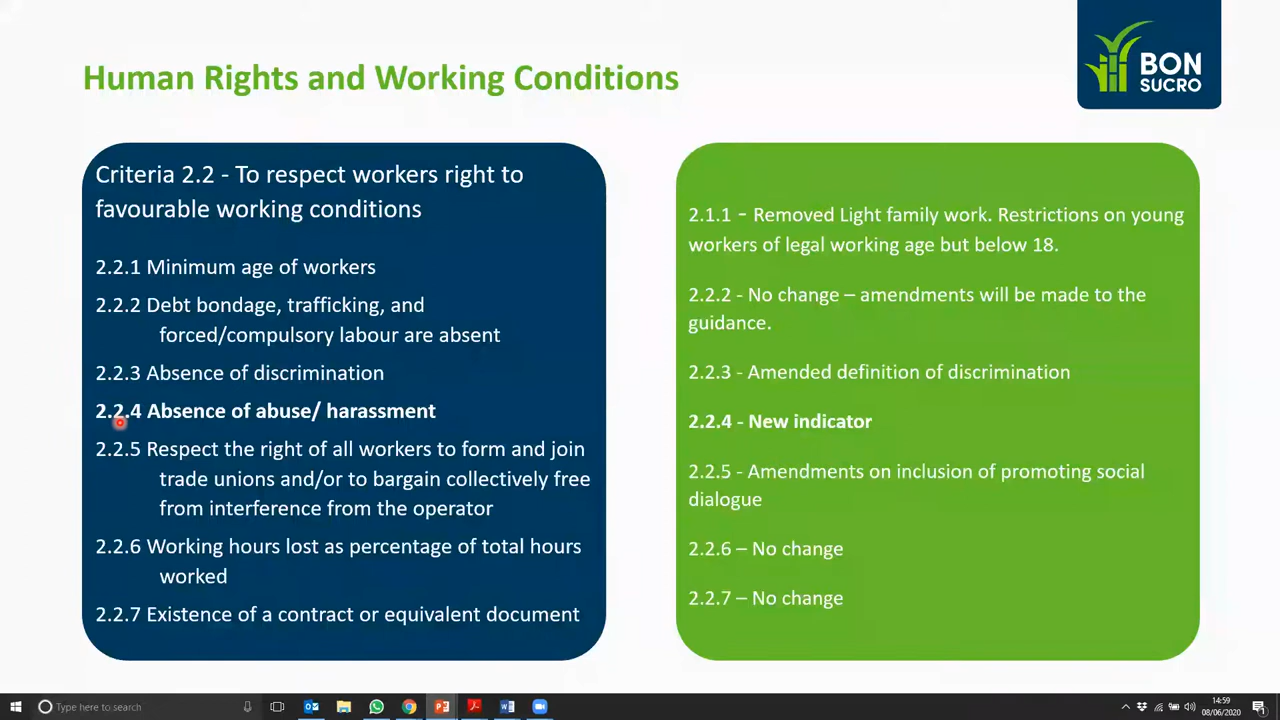 Human Rights and Working Conditions
BON
SUCRO
Criteria 2.2 - To respect workers right to
favourable working conditions
2.2.1 Minimum age of workers
2.2.2 Debt bondage, trafficking, and
forced/compulsory labour are absent
2.2.3 Absence of discrimination
2.2.4 Absence of abuse/ harassment
2.2.5 Respect the right of all workers to form and join
trade unions and/or to bargain collectively free
from interference from the operator
2.2.6 Working hours lost as percentage of total hours
worked
2.2.7 Existence of a contract or equivalent document
2.1.1 - Removed Light family work. Restrictions on young
workers of legal working age but below 18.
2.2.2 - No change – amendments will be made to the
guidance.
2.2.3 - Amended definition of discrimination
2.2.4 - New indicator
2.2.5 - Amendments on inclusion of promoting social
dialogue
2.2.6 – No change
2.2.7 – No change
Type here to search
14:59
08/06/2020